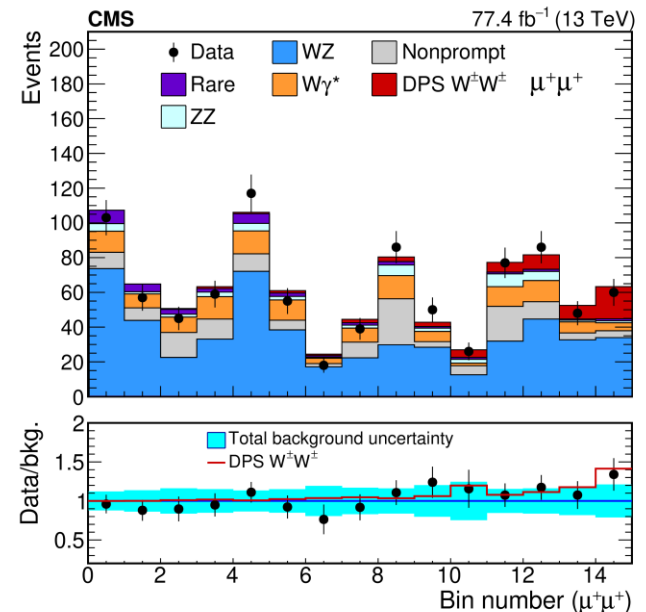 CMS 77.4 fb⁻¹ (13 TeV)
Events
200
180
160
140
120
100
80
60
40
20
0
Data WZ Nonprompt
Rare Wγ* DPS W±W± μ⁺μ⁺
ZZ
Data/bkg.
2
1.5
1
0.5
Total background uncertainty
DPS W±W±
0 2 4 6 8 10 12 14
Bin number (μ⁺μ⁺)